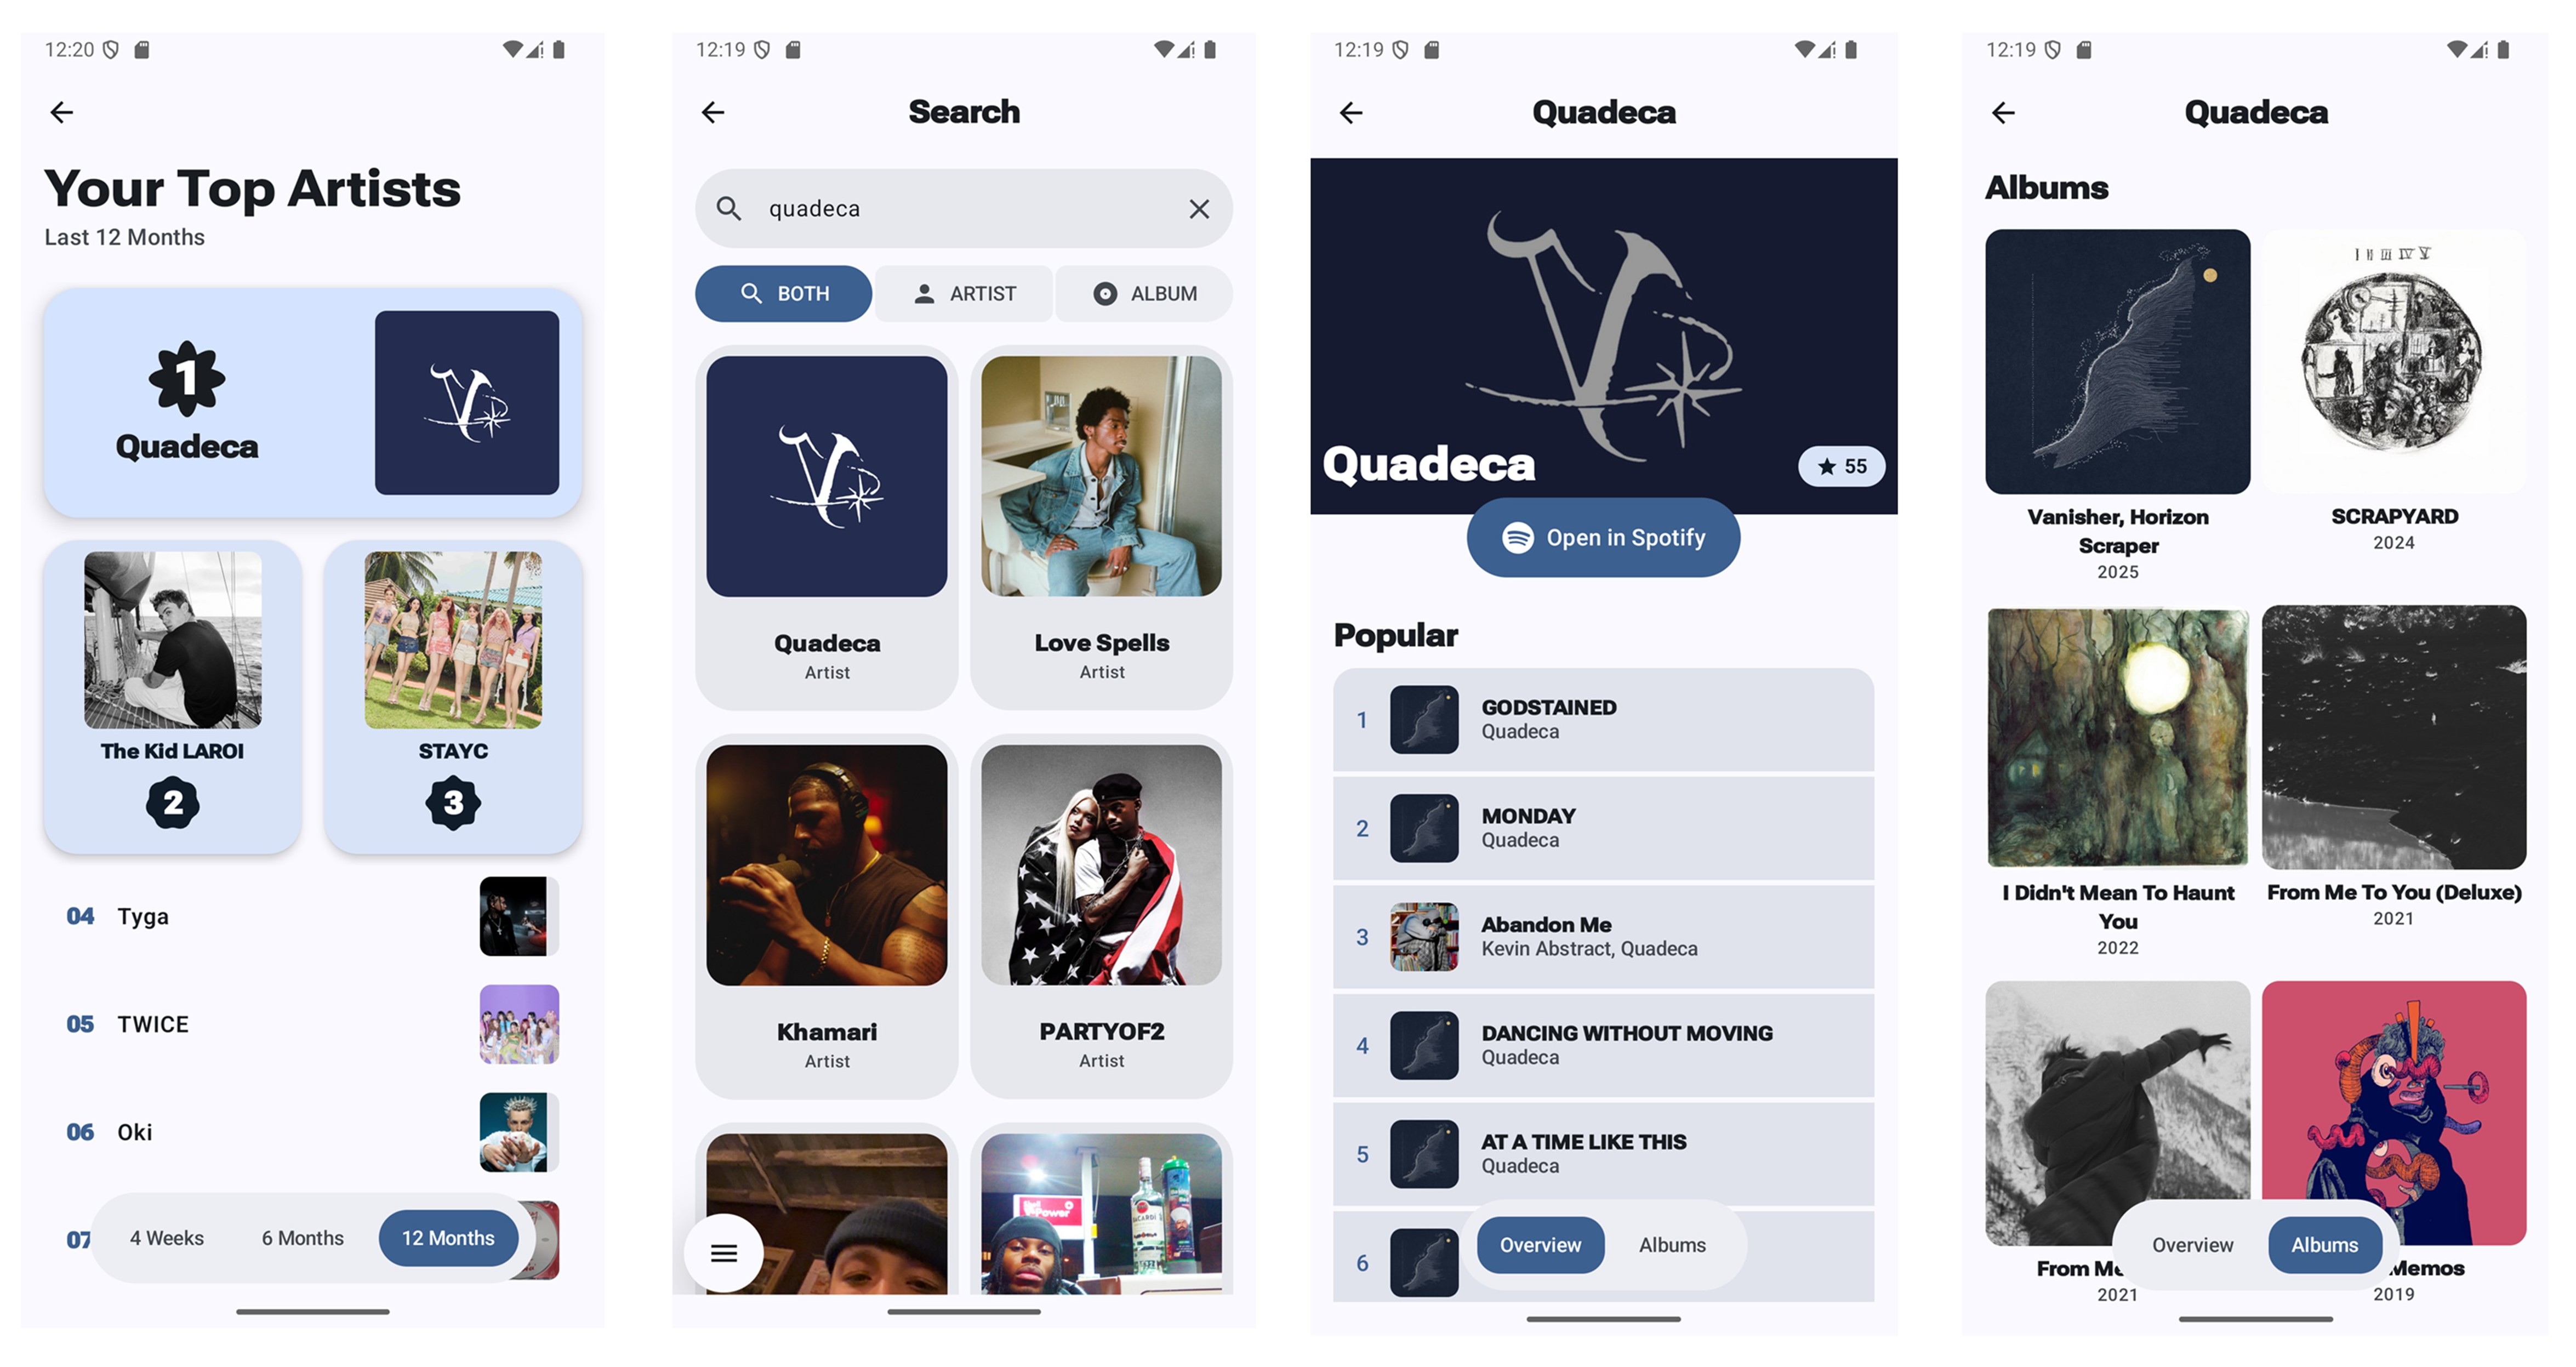 12:20
Your Top Artists
Last 12 Months
1
Quadeca
The Kid LAROI
2
STAYC
3
04 Tyga
05 TWICE
06 Oki
07
4 Weeks 6 Months 12 Months
12:19
Search
quadeca
BOTH ARTIST ALBUM
Quadeca
Artist
Love Spells
Artist
Khamari
Artist
PARTYOF2
Artist
12:19
Quadeca
Quadeca
55
Open in Spotify
Popular
1 GODSTAINED
Quadeca
2 MONDAY
Quadeca
3 Abandon Me
Kevin Abstract, Quadeca
4 DANCING WITHOUT MOVING
Quadeca
5 AT A TIME LIKE THIS
Quadeca
6
Overview Albums
12:19
Quadeca
Albums
I II III IV V
Vanisher, Horizon
Scraper
2025
SCRAPYARD
2024
I Didn't Mean To Haunt
You
2022
From Me To You (Deluxe)
2021
From
2021
Memos
2019
Overview Albums